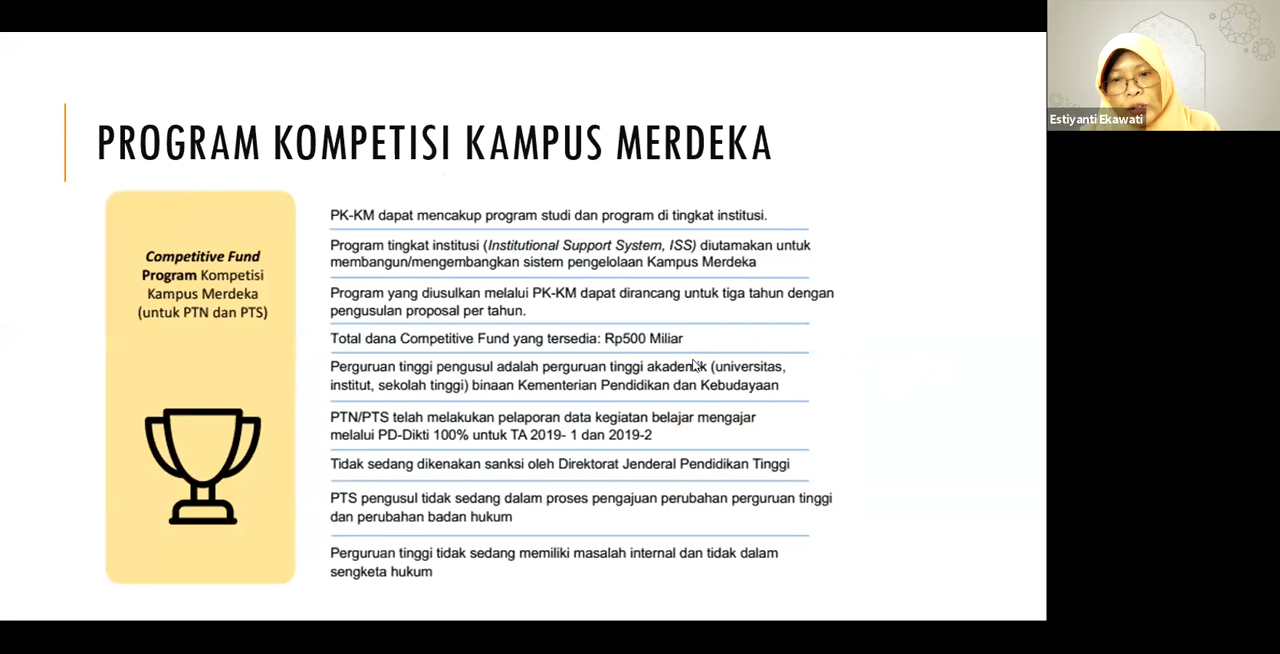 PROGRAM KOMPETISI KAMPUS MERDEKA
Competitive Fund
Program Kompetisi
Kampus Merdeka
(untuk PTN dan PTS)
PK-KM dapat mencakup program studi dan program di tingkat institusi.
Program tingkat institusi (Institutional Support System, ISS) diutamakan untuk
membangun/mengembangkan sistem pengelolaan Kampus Merdeka
Program yang diusulkan melalui PK-KM dapat dirancang untuk tiga tahun dengan
pengusulan proposal per tahun.
Total dana Competitive Fund yang tersedia: Rp500 Miliar
Perguruan tinggi pengusul adalah perguruan tinggi akademik (universitas,
institut, sekolah tinggi) binaan Kementerian Pendidikan dan Kebudayaan
PTN/PTS telah melakukan pelaporan data kegiatan belajar mengajar
melalui PD-Dikti 100% untuk TA 2019- 1 dan 2019-2
Tidak sedang dikenakan sanksi oleh Direktorat Jenderal Pendidikan Tinggi
PTS pengusul tidak sedang dalam proses pengajuan perubahan perguruan tinggi
dan perubahan badan hukum
Perguruan tinggi tidak sedang memiliki masalah internal dan tidak dalam
sengketa hukum
Estiyanti Ekawati